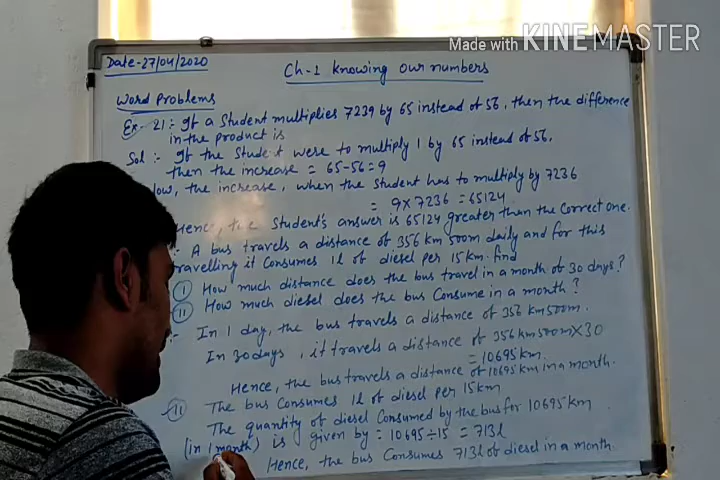 Made with KINEMASTER
Date-27/04/2020
Ch-1 Knowing our numbers
Word Problems
Ex- 21:- If a Student multiplies 7239 by 65 instead of 56, then the difference
in the product is
Sol :- If the Student were to multiply 1 by 65 instead of 56,
then the increase = 65-56=9
Now, the increase, when the Student has to multiply by 7236
= 9×7236 = 65124
Hence, the Student's answer is 65124 greater than the Correct one.
:- A bus travels a distance of 356 km 500m daily and for this
travelling it Consumes 1l of diesel per 15km. find
(I) How much distance does the bus travel in a month of 30 days?
(II) How much diesel does the bus Consume in a month?
:- In 1 day, the bus travels a distance of 356 km 500m.
In 30 days, it travels a distance of 356km500m×30
= 10695 km.
Hence, the bus travels a distance of 10695 km in a month.
(II) The bus Consumes 1l of diesel per 15km
The quantity of diesel Consumed by the bus for 10695km
(in 1 month) is given by = 10695÷15 = 713l
Hence, the bus Consumes 713l of diesel in a month.